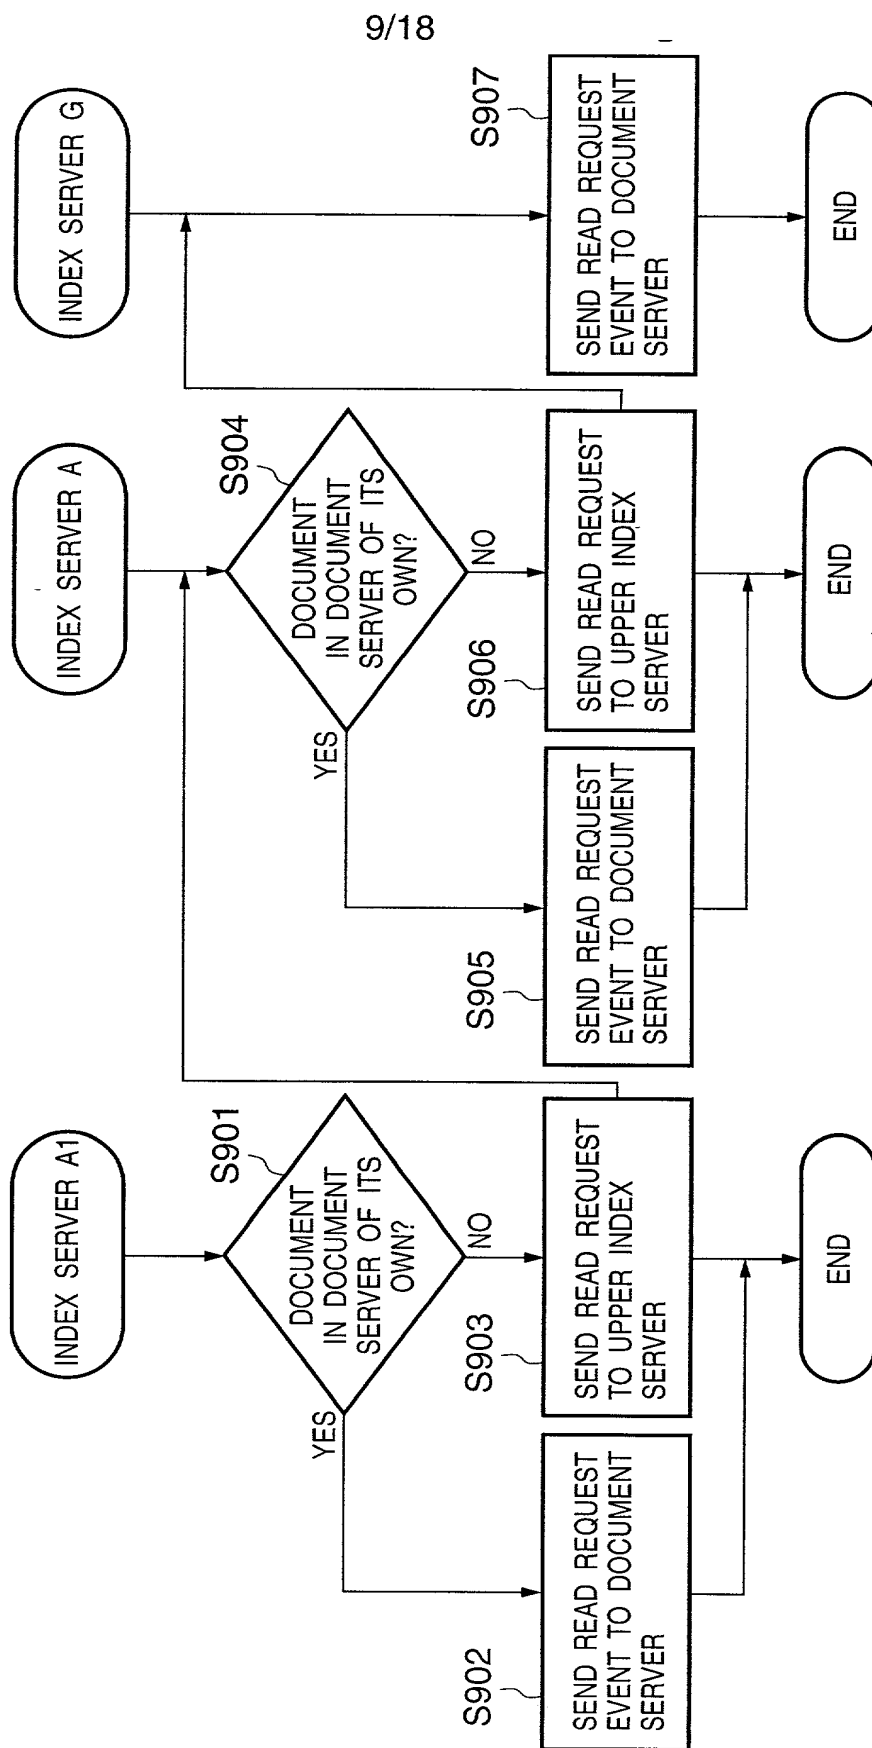 9/18
INDEX SERVER A1
S901
DOCUMENT
IN DOCUMENT
SERVER OF ITS
OWN?
YES
NO
S902
SEND READ REQUEST
EVENT TO DOCUMENT
SERVER
S903
SEND READ REQUEST
TO UPPER INDEX
SERVER
END
INDEX SERVER A
S904
DOCUMENT
IN DOCUMENT
SERVER OF ITS
OWN?
YES
NO
S905
SEND READ REQUEST
EVENT TO DOCUMENT
SERVER
S906
SEND READ REQUEST
TO UPPER INDEX
SERVER
END
INDEX SERVER G
S907
SEND READ REQUEST
EVENT TO DOCUMENT
SERVER
END